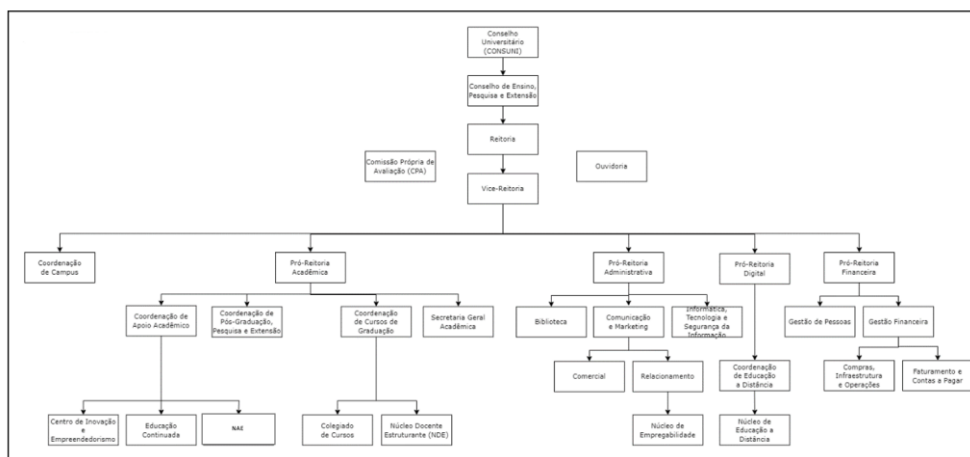 Conselho
Universitário
(CONSUNI)
Conselho de Ensino,
Pesquisa e Extensão
Reitoria
Comissão Própria de
Avaliação (CPA)
Ouvidoria
Vice-Reitoria
Coordenação
de Campus
Pró-Reitoria
Acadêmica
Pró-Reitoria
Administrativa
Pró-Reitoria
Digital
Pró-Reitoria
Financeira
Coordenação de
Apoio Acadêmico
Coordenação de
Pós-Graduação,
Pesquisa e Extensão
Coordenação
de Cursos de
Graduação
Secretaria Geral
Acadêmica
Biblioteca
Comunicação
e Marketing
Informática,
Tecnologia e
Segurança da
Informação
Gestão de Pessoas
Gestão Financeira
Comercial
Relacionamento
Coordenação
de Educação
a Distância
Compras,
Infraestrutura
e Operações
Faturamento e
Contas a Pagar
Centro de Inovação
e
Empreendedorismo
Educação
Continuada
NAE
Colegiado
de Cursos
Núcleo Docente
Estruturante (NDE)
Núcleo de
Empregabilidade
Núcleo de
Educação a
Distância